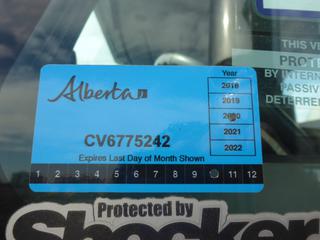 Alberta
Year
2018
2019
2020
2021
2022
CV6775242
Expires Last Day of Month Shown
1 2 3 4 5 6 7 8 9 11 12
Protected by
Shocker
THIS VE
PROTE
BY INTERN
PASSIV
DETERRE